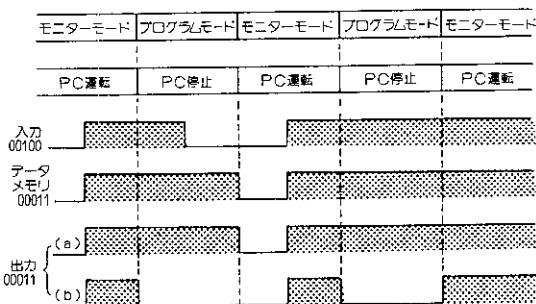 モニターモード プログラムモード モニターモード プログラムモード モニターモード
PC運転 PC停止 PC運転 PC停止 PC運転
入力
00100
データ
メモリ
00011
(a)
出力
00011
(b)